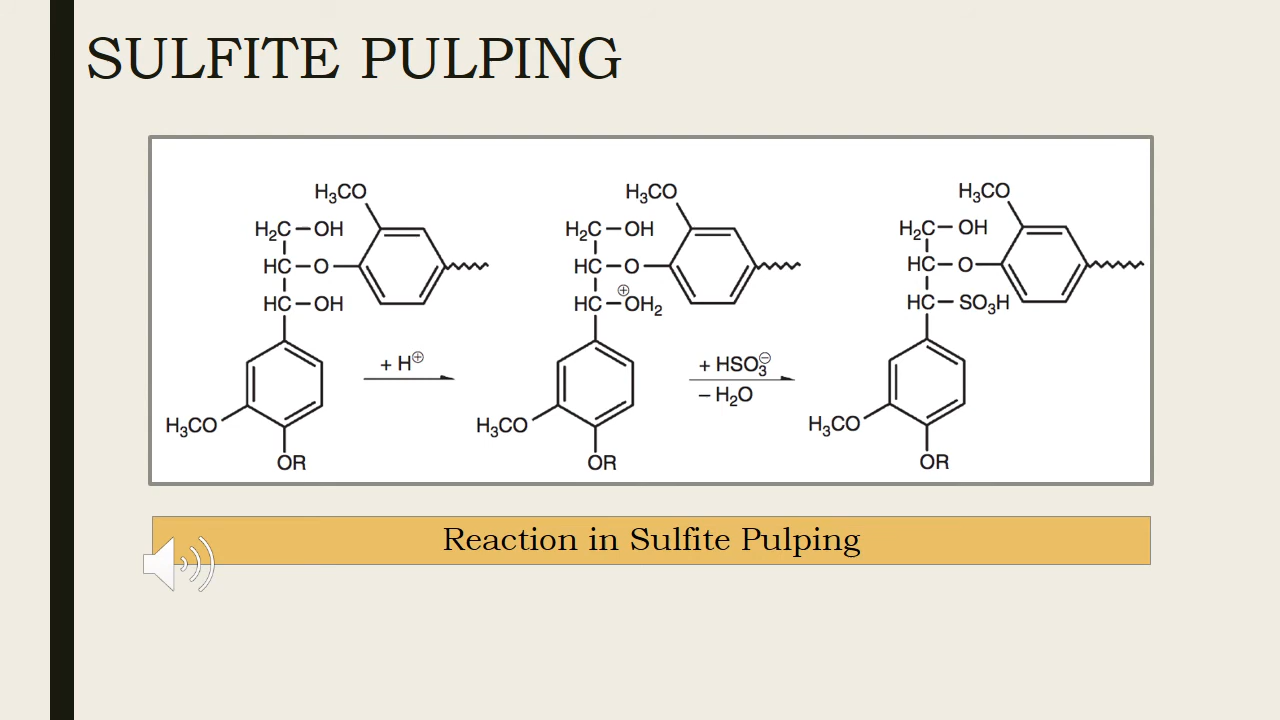 SULFITE PULPING
H₃CO
H₂C–OH
HC–O
HC–OH
H₃CO
OR
+ H⊕
H₃CO
H₂C–OH
HC–O
⊕
HC–OH₂
H₃CO
OR
+ HSO₃⊖
– H₂O
H₃CO
H₂C–OH
HC–O
HC–SO₃H
H₃CO
OR
Reaction in Sulfite Pulping